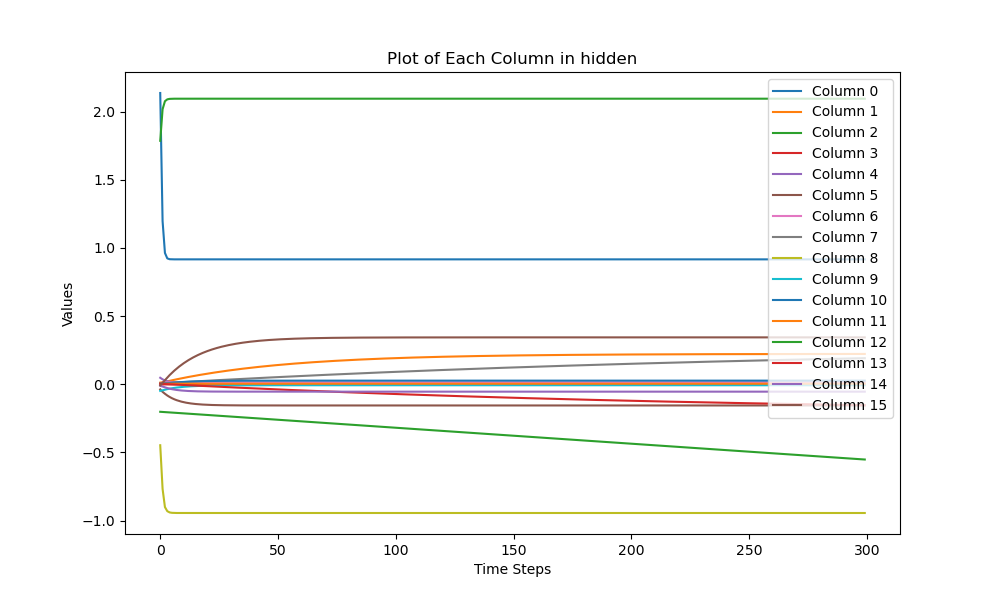 Plot of Each Column in hidden
Values
2.0
1.5
1.0
0.5
0.0
−0.5
−1.0
Column 0
Column 1
Column 2
Column 3
Column 4
Column 5
Column 6
Column 7
Column 8
Column 9
Column 10
Column 11
Column 12
Column 13
Column 14
Column 15
0 50 100 150 200 250 300
Time Steps